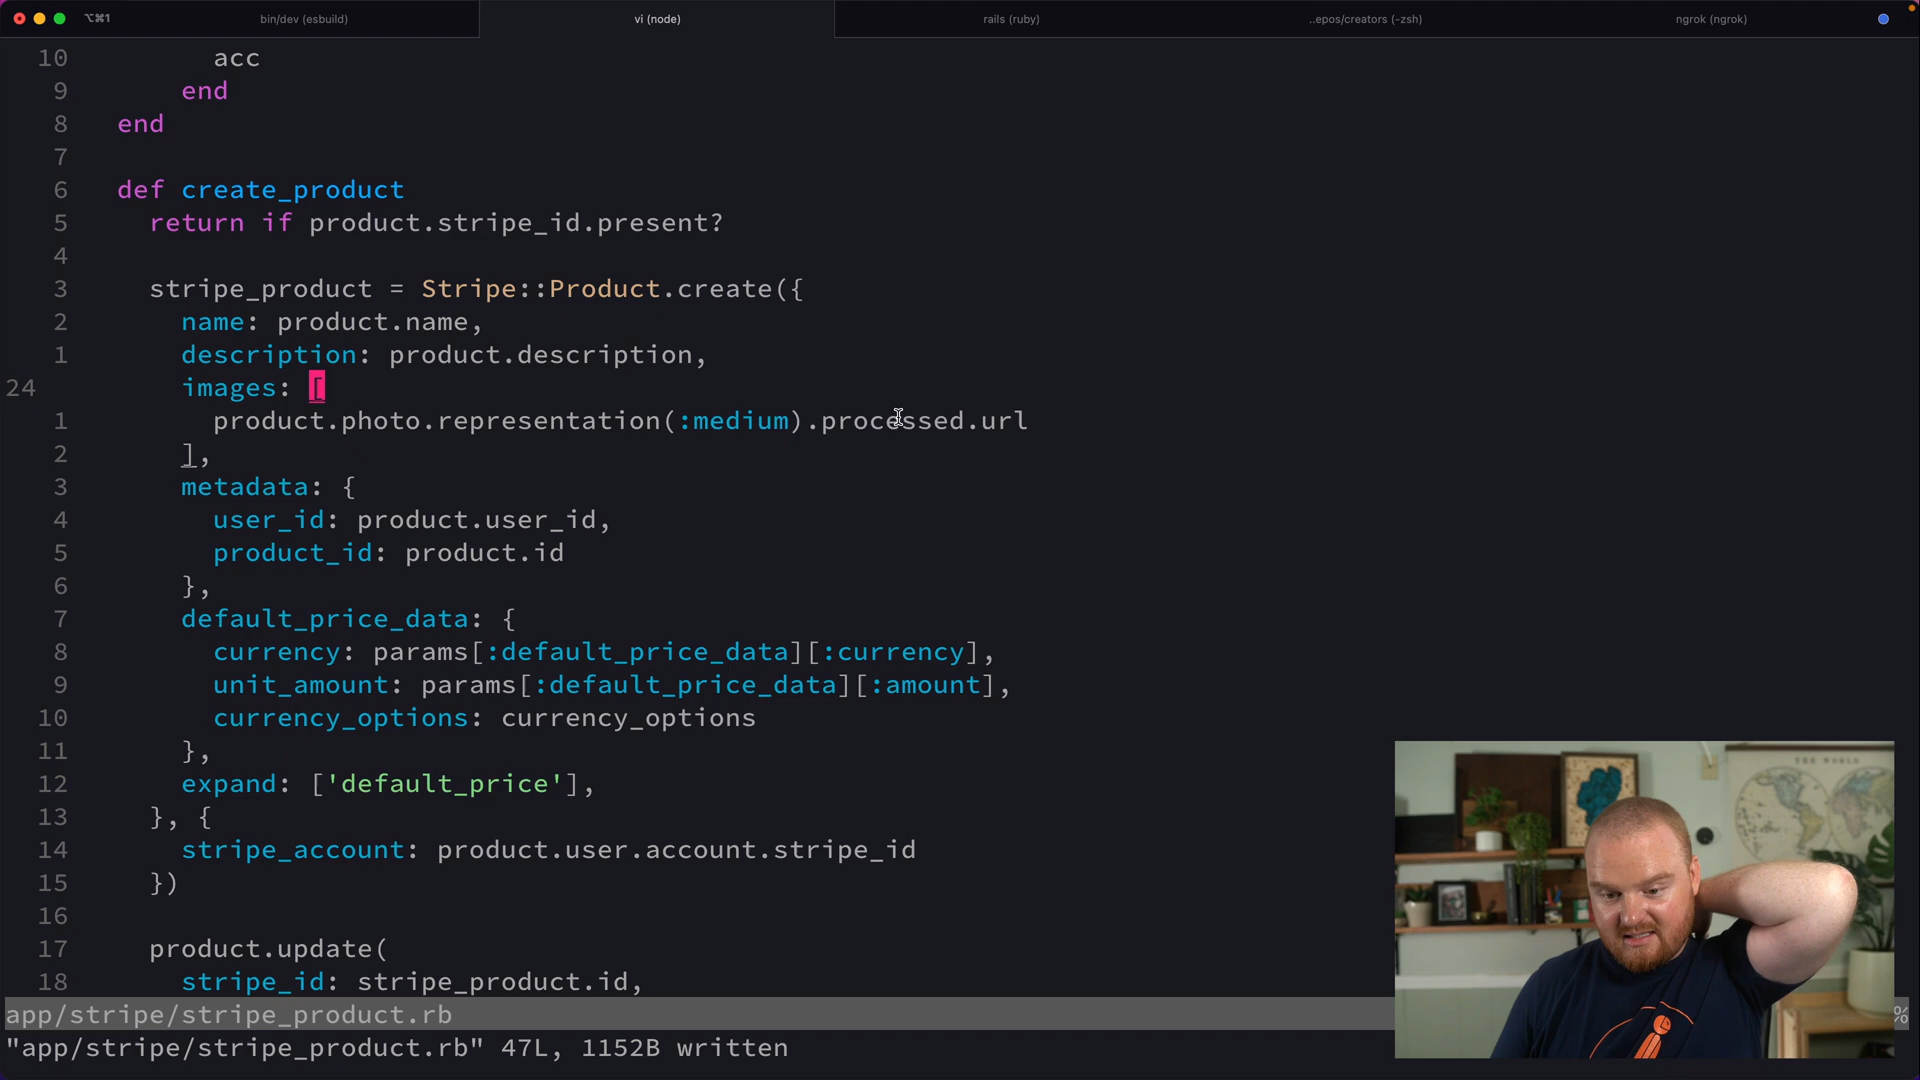 ⌥⌘1 bin/dev (esbuild) vi (node) rails (ruby) ..epos/creators (-zsh) ngrok (ngrok)
10 acc
9 end
8 end
7
6 def create_product
5 return if product.stripe_id.present?
4
3 stripe_product = Stripe::Product.create({
2 name: product.name,
1 description: product.description,
24 images: [
1 product.photo.representation(:medium).processed.url
2 ],
3 metadata: {
4 user_id: product.user_id,
5 product_id: product.id
6 },
7 default_price_data: {
8 currency: params[:default_price_data][:currency],
9 unit_amount: params[:default_price_data][:amount],
10 currency_options: currency_options
11 },
12 expand: ['default_price'],
13 }, {
14 stripe_account: product.user.account.stripe_id
15 })
16
17 product.update(
18 stripe_id: stripe_product.id,
app/stripe/stripe_product.rb %
"app/stripe/stripe_product.rb" 47L, 1152B written
THE WORLD